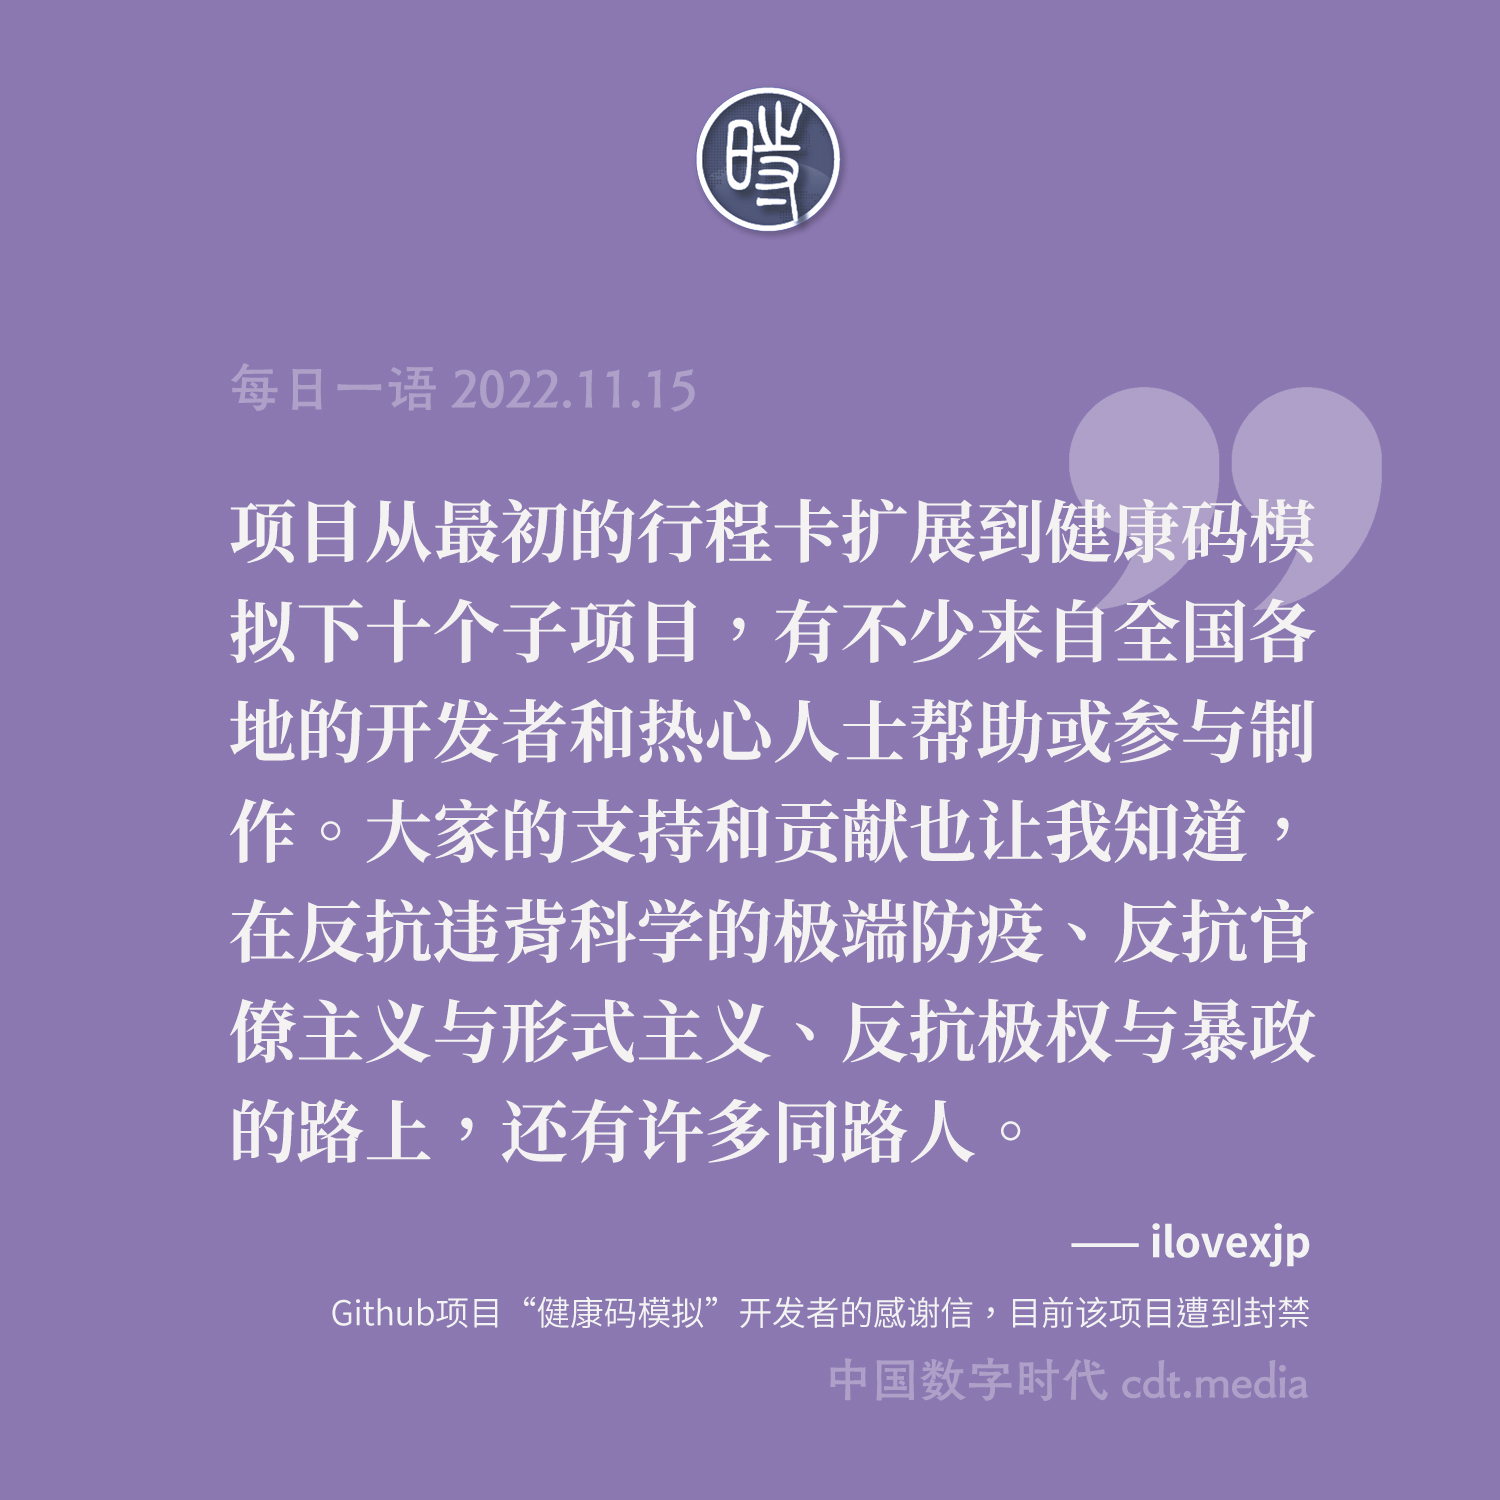 時
每日一语 2022.11.15
项目从最初的行程卡扩展到健康码模
拟下十个子项目，有不少来自全国各
地的开发者和热心人士帮助或参与制
作。大家的支持和贡献也让我知道，
在反抗违背科学的极端防疫、反抗官
僚主义与形式主义、反抗极权与暴政
的路上，还有许多同路人。
—— ilovexjp
Github项目“健康码模拟”开发者的感谢信，目前该项目遭到封禁
中国数字时代 cdt.media